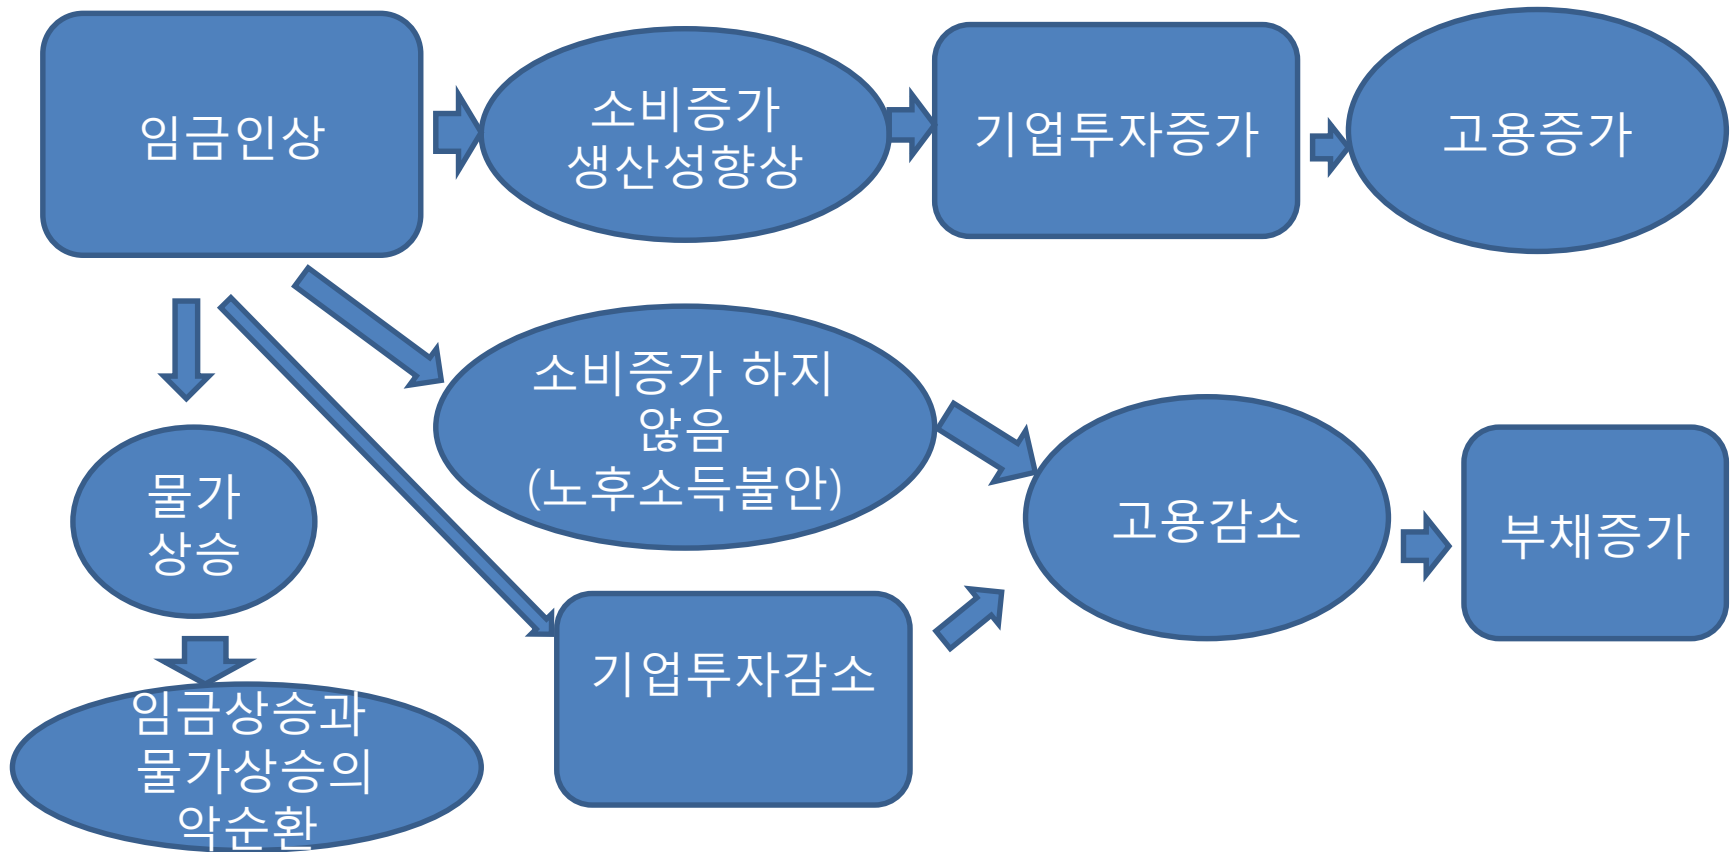 임금인상
소비증가
생산성향상
기업투자증가
고용증가
소비증가 하지
않음
(노후소득불안)
고용감소
부채증가
물가
상승
기업투자감소
임금상승과
물가상승의
악순환